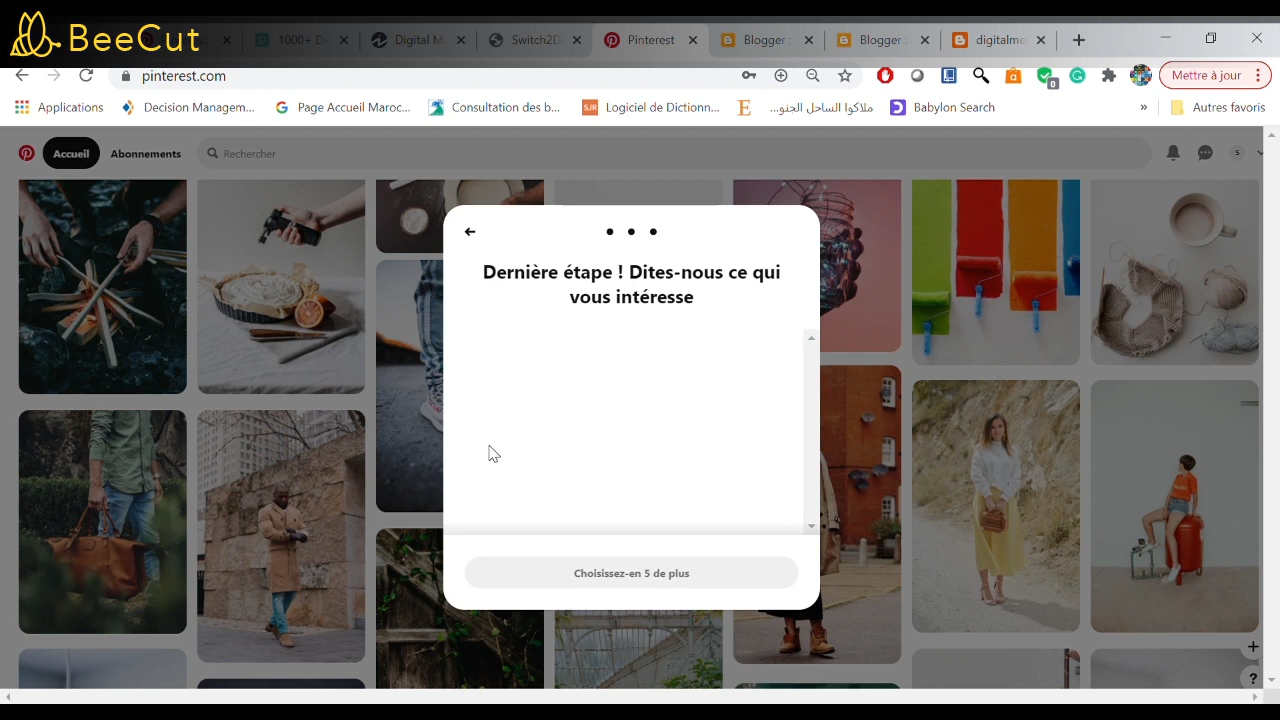 BeeCut
1000+ Di
Digital M
Switch2D
Pinterest
Blogger :
Blogger :
digitalme
pinterest.com
Mettre à jour
Applications
Decision Managem...
Page Accueil Maroc...
Consultation des b...
Logiciel de Dictionn...
ملاكوا الساحل الجنو...
Babylon Search
»
Autres favoris
Accueil
Abonnements
Rechercher
S
Dernière étape ! Dites-nous ce qui
vous intéresse
Choisissez-en 5 de plus
+
?